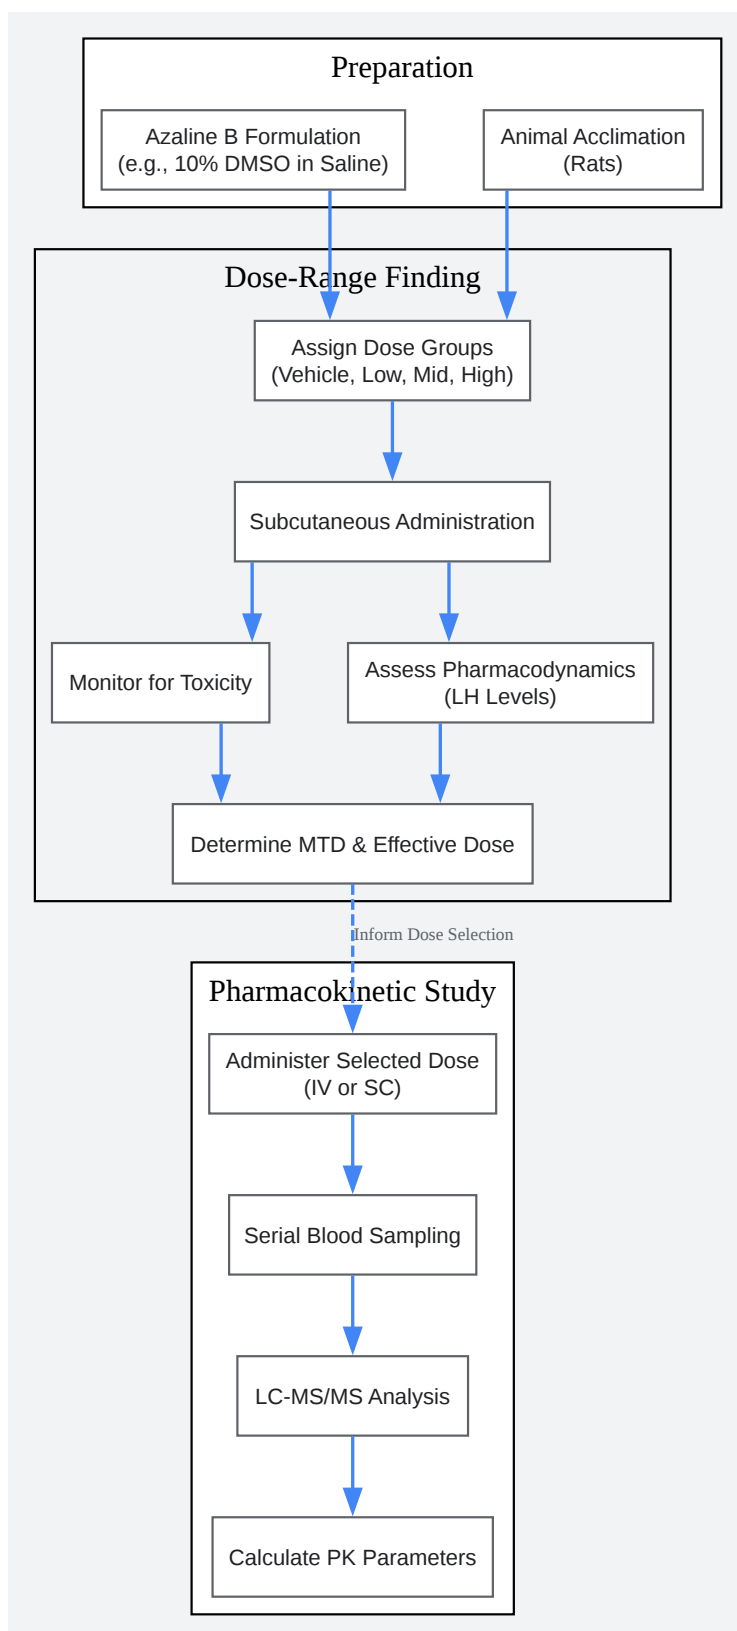 Preparation
Azaline B Formulation
(e.g., 10% DMSO in Saline)
Animal Acclimation
(Rats)
Dose-Range Finding
Assign Dose Groups
(Vehicle, Low, Mid, High)
Subcutaneous Administration
Monitor for Toxicity
Assess Pharmacodynamics
(LH Levels)
Determine MTD & Effective Dose
Inform Dose Selection
Pharmacokinetic Study
Administer Selected Dose
(IV or SC)
Serial Blood Sampling
LC-MS/MS Analysis
Calculate PK Parameters